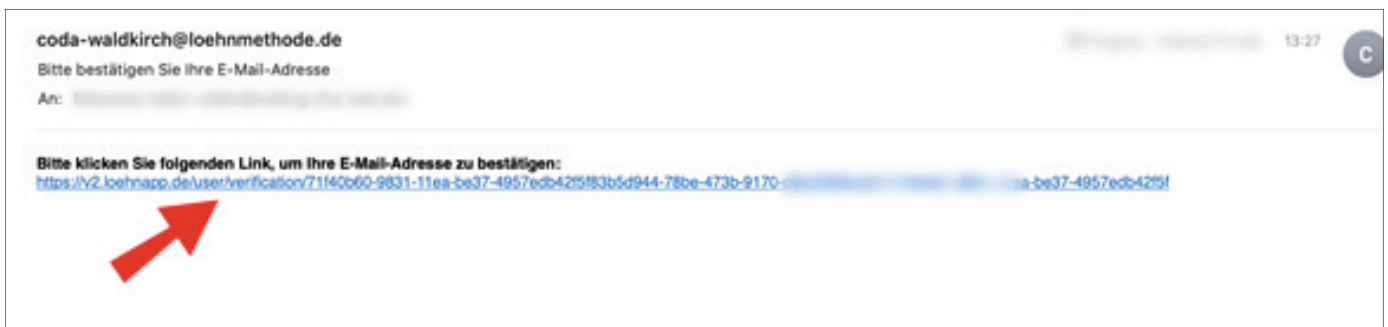 coda-waldkirch@loehnmethode.de
13:27
C
Bitte bestätigen Sie Ihre E-Mail-Adresse
An:
Bitte klicken Sie folgenden Link, um Ihre E-Mail-Adresse zu bestätigen:
https://v2.loehnapp.de/user/verification/71f40b60-9831-11ea-be37-4957edb42f5f83b5d944-78be-473b-9170- a-be37-4957edb42f5f